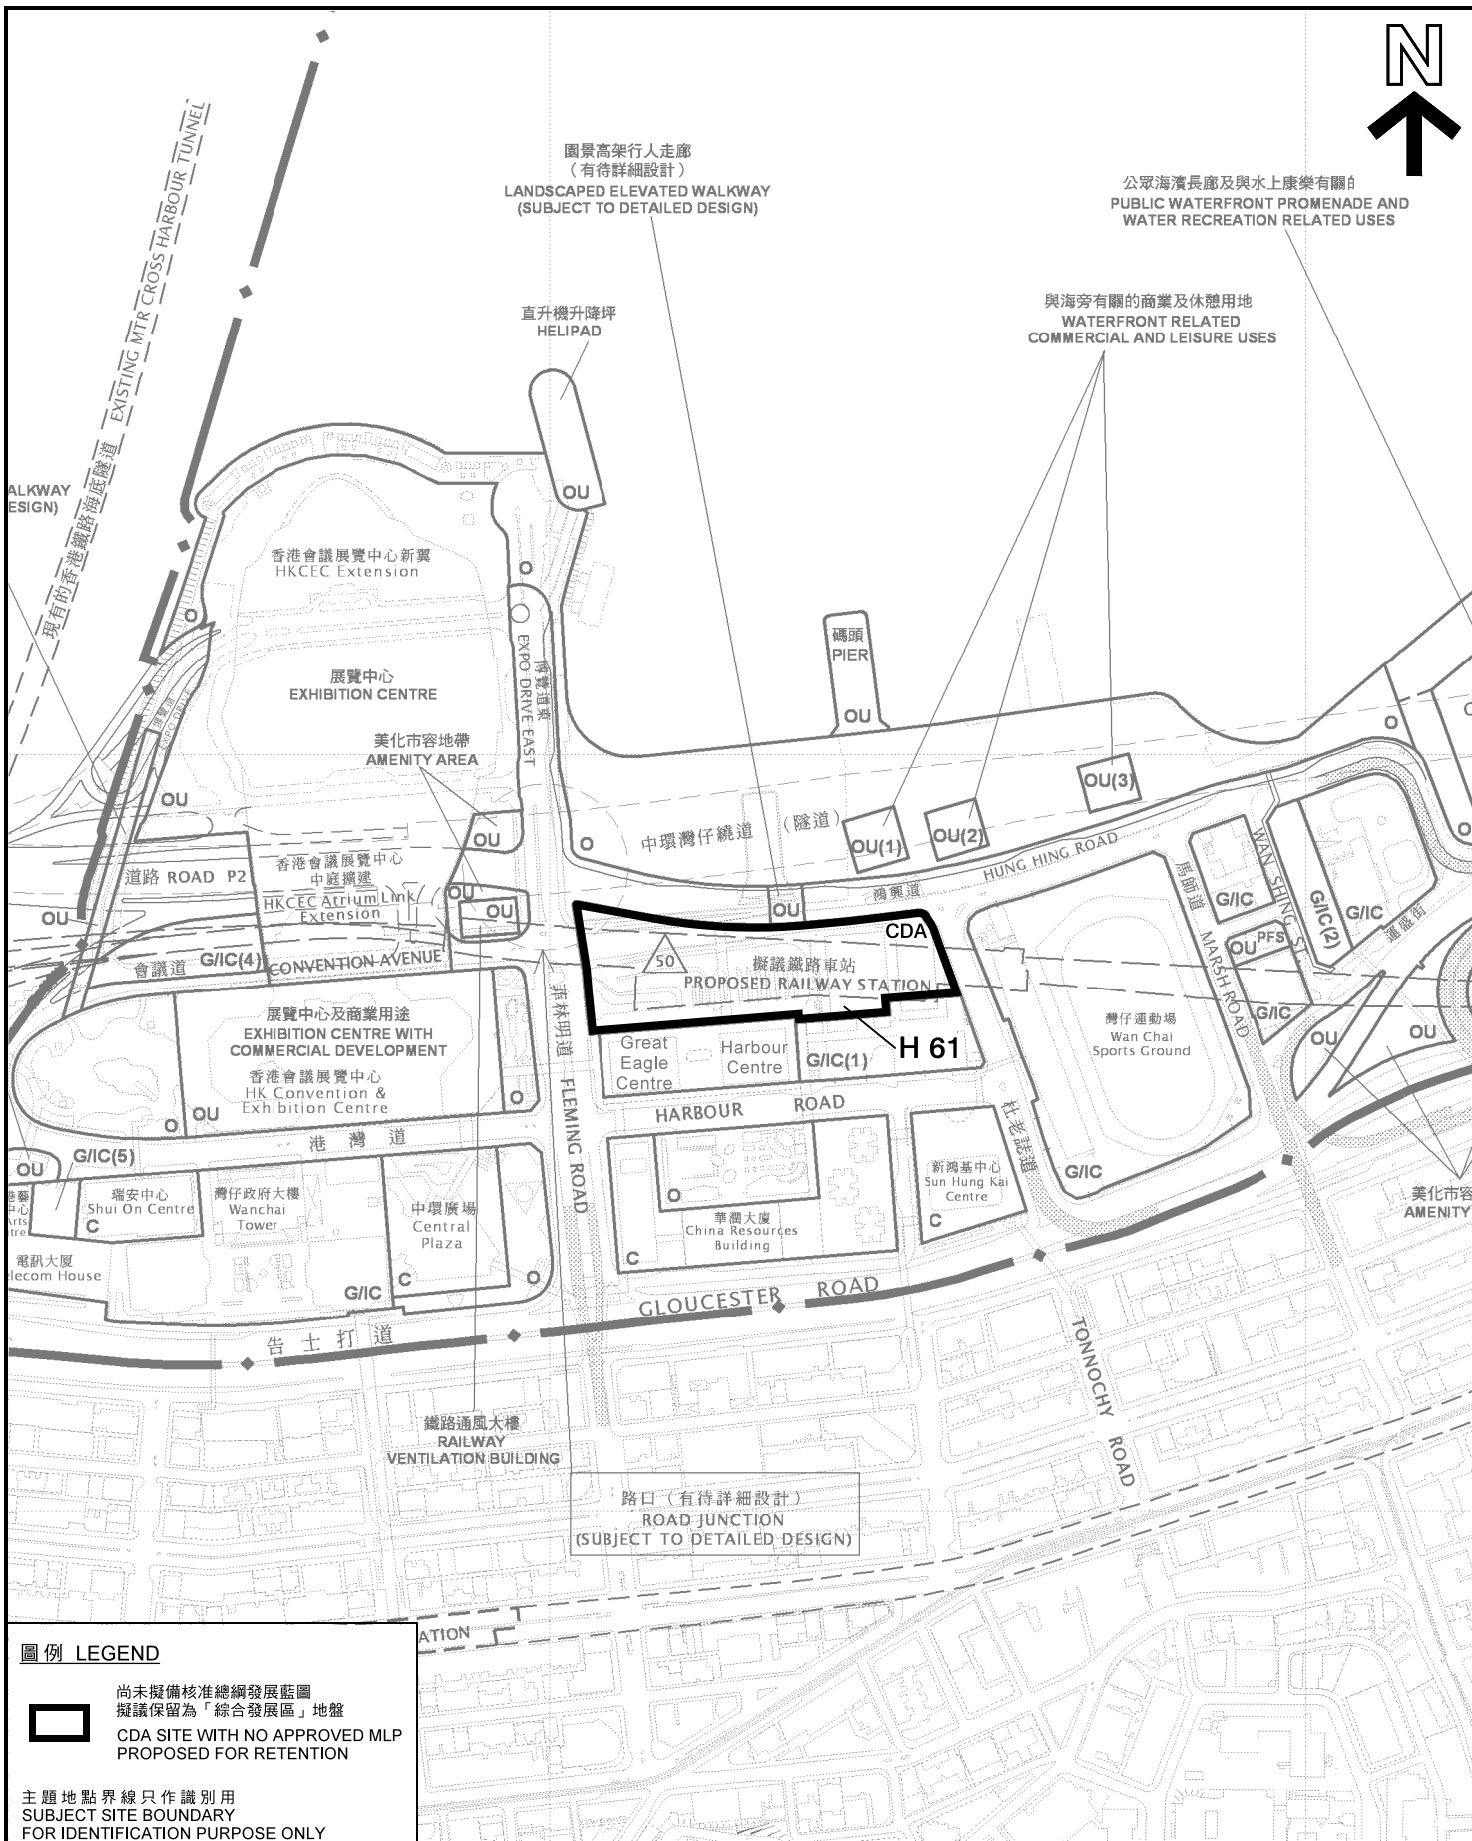 N
園景高架行人走廊
（有待詳細設計）
LANDSCAPED ELEVATED WALKWAY
(SUBJECT TO DETAILED DESIGN)
公眾海濱長廊及與水上康樂有關的
PUBLIC WATERFRONT PROMENADE AND
WATER RECREATION RELATED USES
直升機升降坪
HELIPAD
與海旁有關的商業及休憩用地
WATERFRONT RELATED
COMMERCIAL AND LEISURE USES
現有的香港鐵路海底隧道 EXISTING MTR CROSS HARBOUR TUNNEL
ALKWAY
ESIGN)
OU
香港會議展覽中心新翼
HKCEC Extension
O
O
碼頭
PIER
OU
展覽中心
EXHIBITION CENTRE
博覽道東
EXPO DRIVE EAST
博覽道
EXPO DRIVE
美化市容地帶
AMENITY AREA
O
OU
OU
O
中環灣仔繞道 （隧道）
OU(1)
OU(2)
OU(3)
O
鴻興道
HUNG HING ROAD
道路 ROAD P2
香港會議展覽中心
中庭擴建
HKCEC Atrium Link
Extension
OU
OU
OU
OU
馬師道
MARSH ROAD
WAN SHING S
G/IC
G/IC(2)
G/IC
運盛街
OU
PFS
G/IC
OU
OU
會議道
G/IC(4)
CONVENTION AVENUE
CDA
50
擬議鐵路車站
PROPOSED RAILWAY STATION
H 61
展覽中心及商業用途
EXHIBITION CENTRE WITH
COMMERCIAL DEVELOPMENT
香港會議展覽中心
HK Convention &
Exhibition Centre
OU
O
O
菲林明道
FLEMING ROAD
Great
Eagle
Centre
Harbour
Centre
G/IC(1)
灣仔運動場
Wan Chai
Sports Ground
G/IC
港灣道
HARBOUR ROAD
杜老誌道
OU
G/IC(5)
瑞安中心
Shui On Centre
C
灣仔政府大樓
Wanchai
Tower
中環廣場
Central
Plaza
C
O
O
華潤大廈
China Resources
Building
C
新鴻基中心
Sun Hung Kai
Centre
C
美化市容
AMENITY
電訊大厦
elecom House
G/IC
告士打道
GLOUCESTER ROAD
TONNOCHY ROAD
鐵路通風大樓
RAILWAY
VENTILATION BUILDING
路口（有待詳細設計）
ROAD JUNCTION
(SUBJECT TO DETAILED DESIGN)
ATION
圖例 LEGEND
尚未擬備核准總綱發展藍圖
擬議保留為「綜合發展區」地盤
CDA SITE WITH NO APPROVED MLP
PROPOSED FOR RETENTION
主題地點界線只作識別用
SUBJECT SITE BOUNDARY
FOR IDENTIFICATION PURPOSE ONLY